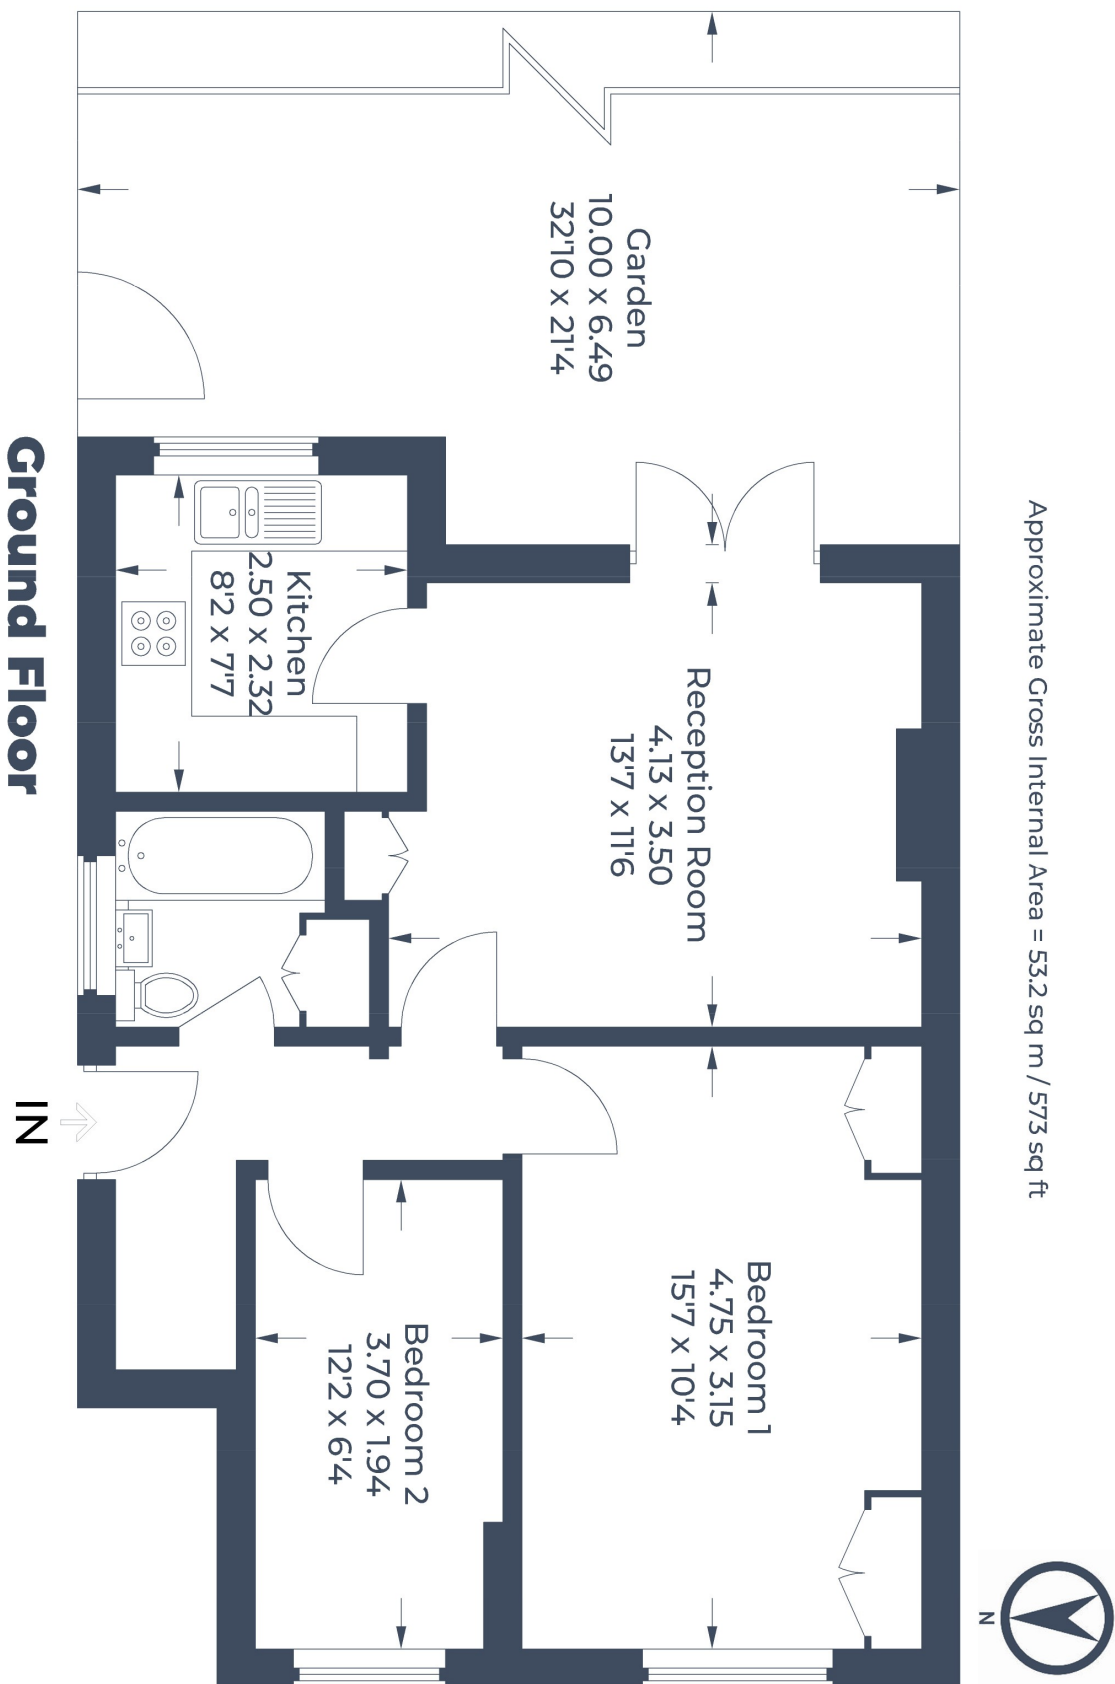 Approximate Gross Internal Area = 53.2 sq m / 573 sq ft
N
Garden
10.00 x 6.49
32'10 x 21'4
Reception Room
4.13 x 3.50
13'7 x 11'6
Bedroom 1
4.75 x 3.15
15'7 x 10'4
Kitchen
2.50 x 2.32
8'2 x 7'7
Bedroom 2
3.70 x 1.94
12'2 x 6'4
IN
Ground Floor